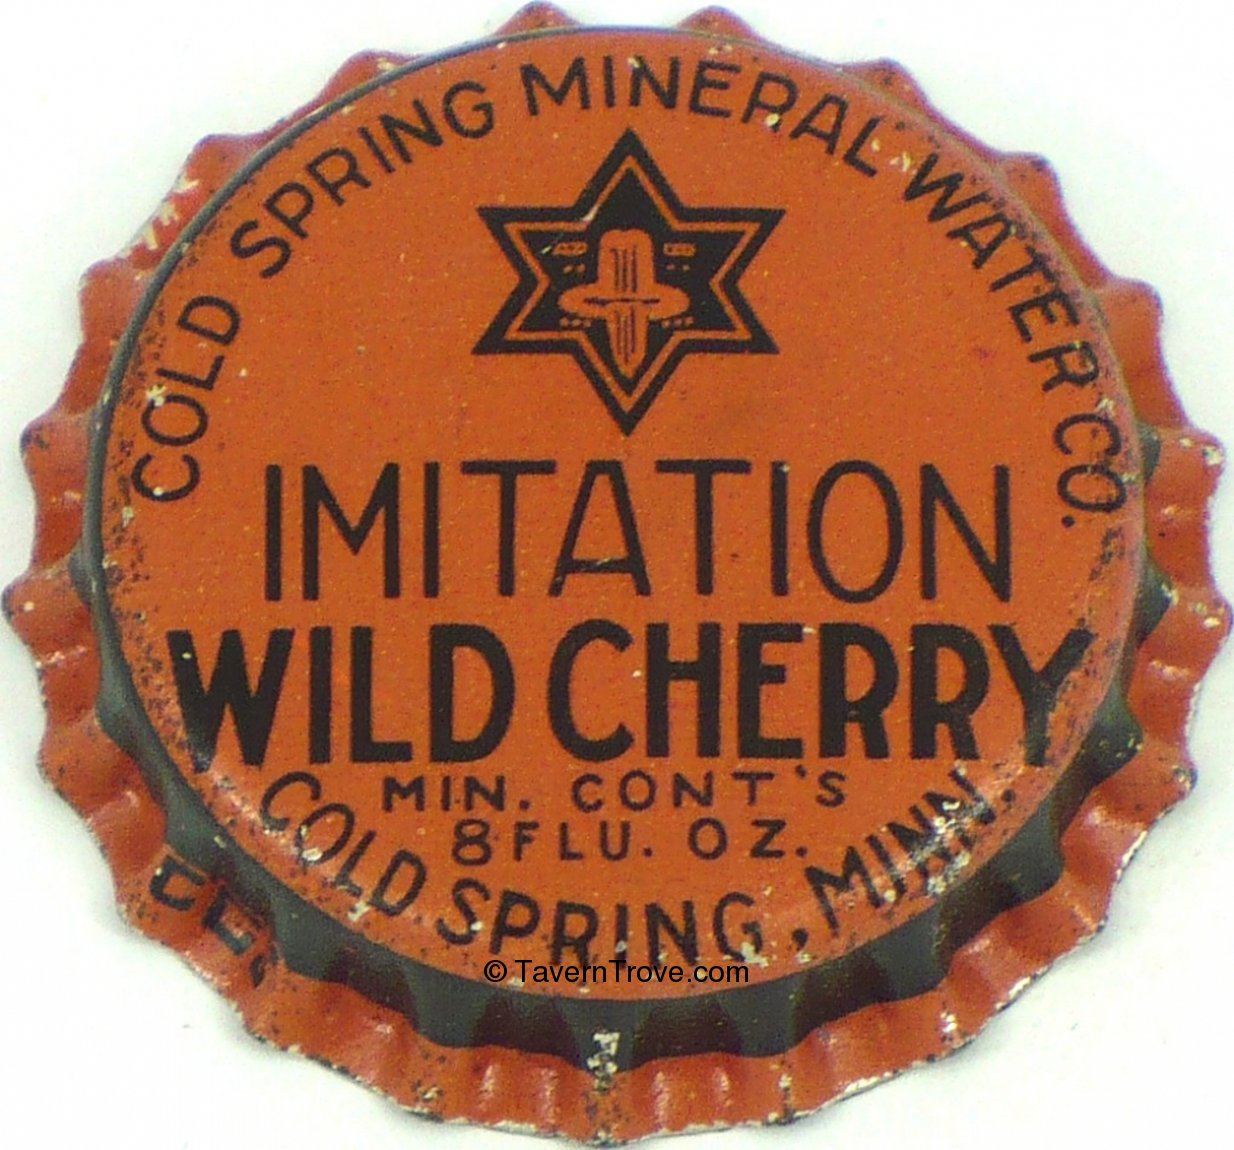 COLD SPRING MINERAL WATER CO.
IMITATION
WILD CHERRY
MIN. CONT'S
8 FLU. OZ.
COLD SPRING, MINN.
© TavernTrove.com